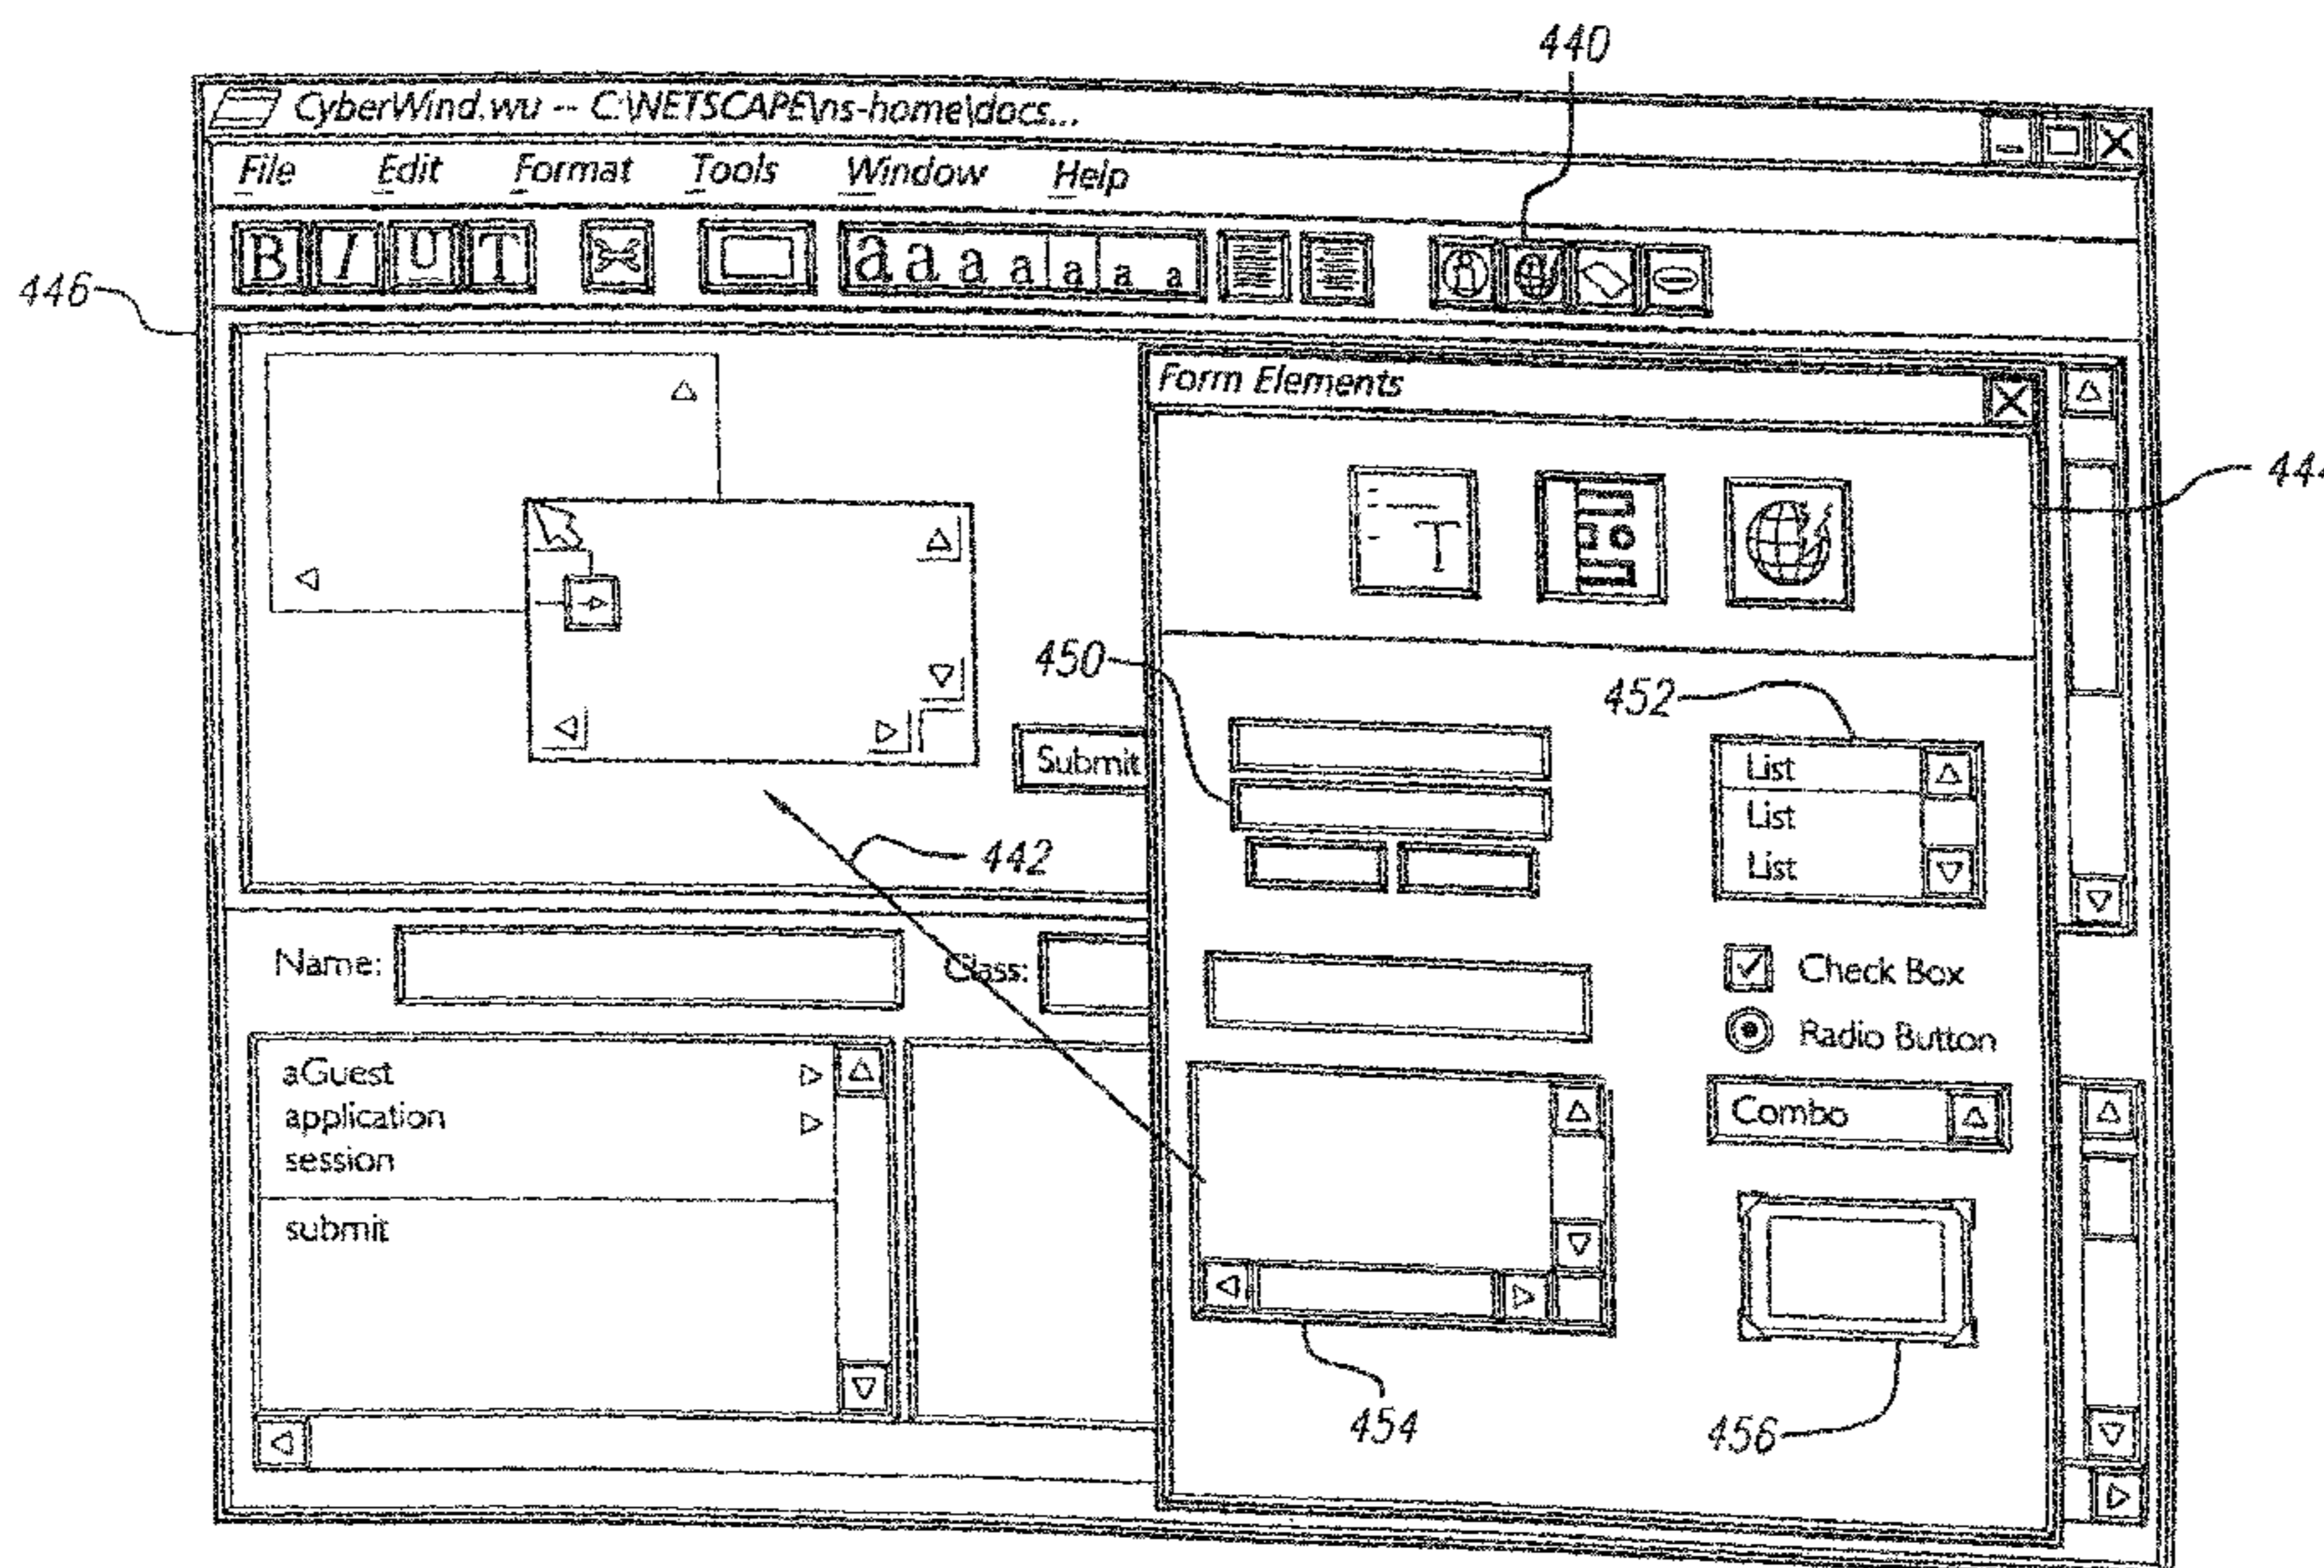 440
CyberWind.wu -- C:\NETSCAPE\ns-home\docs...
File Edit Format Tools Window Help
B I U T a a a a a a a
446
Form Elements
444
T
450
452
Submit
List
List
List
442
Name: Class:
Check Box
Radio Button
aGuest
application
session
submit
Combo
454
456